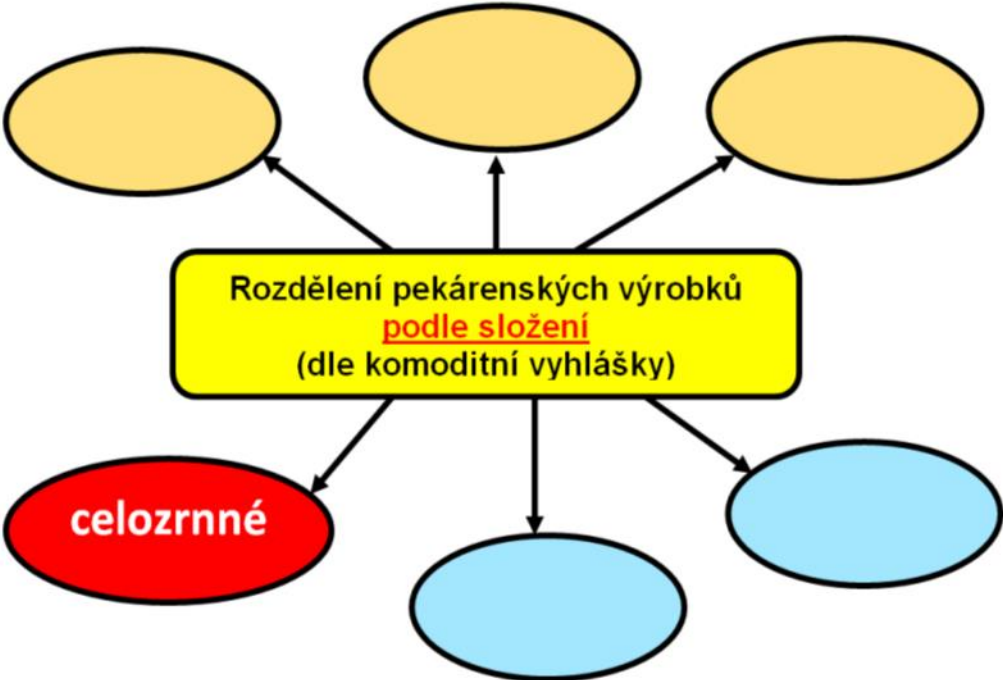 Rozdělení pekárenských výrobků
podle složení
(dle komoditní vyhlášky)
celozrnné